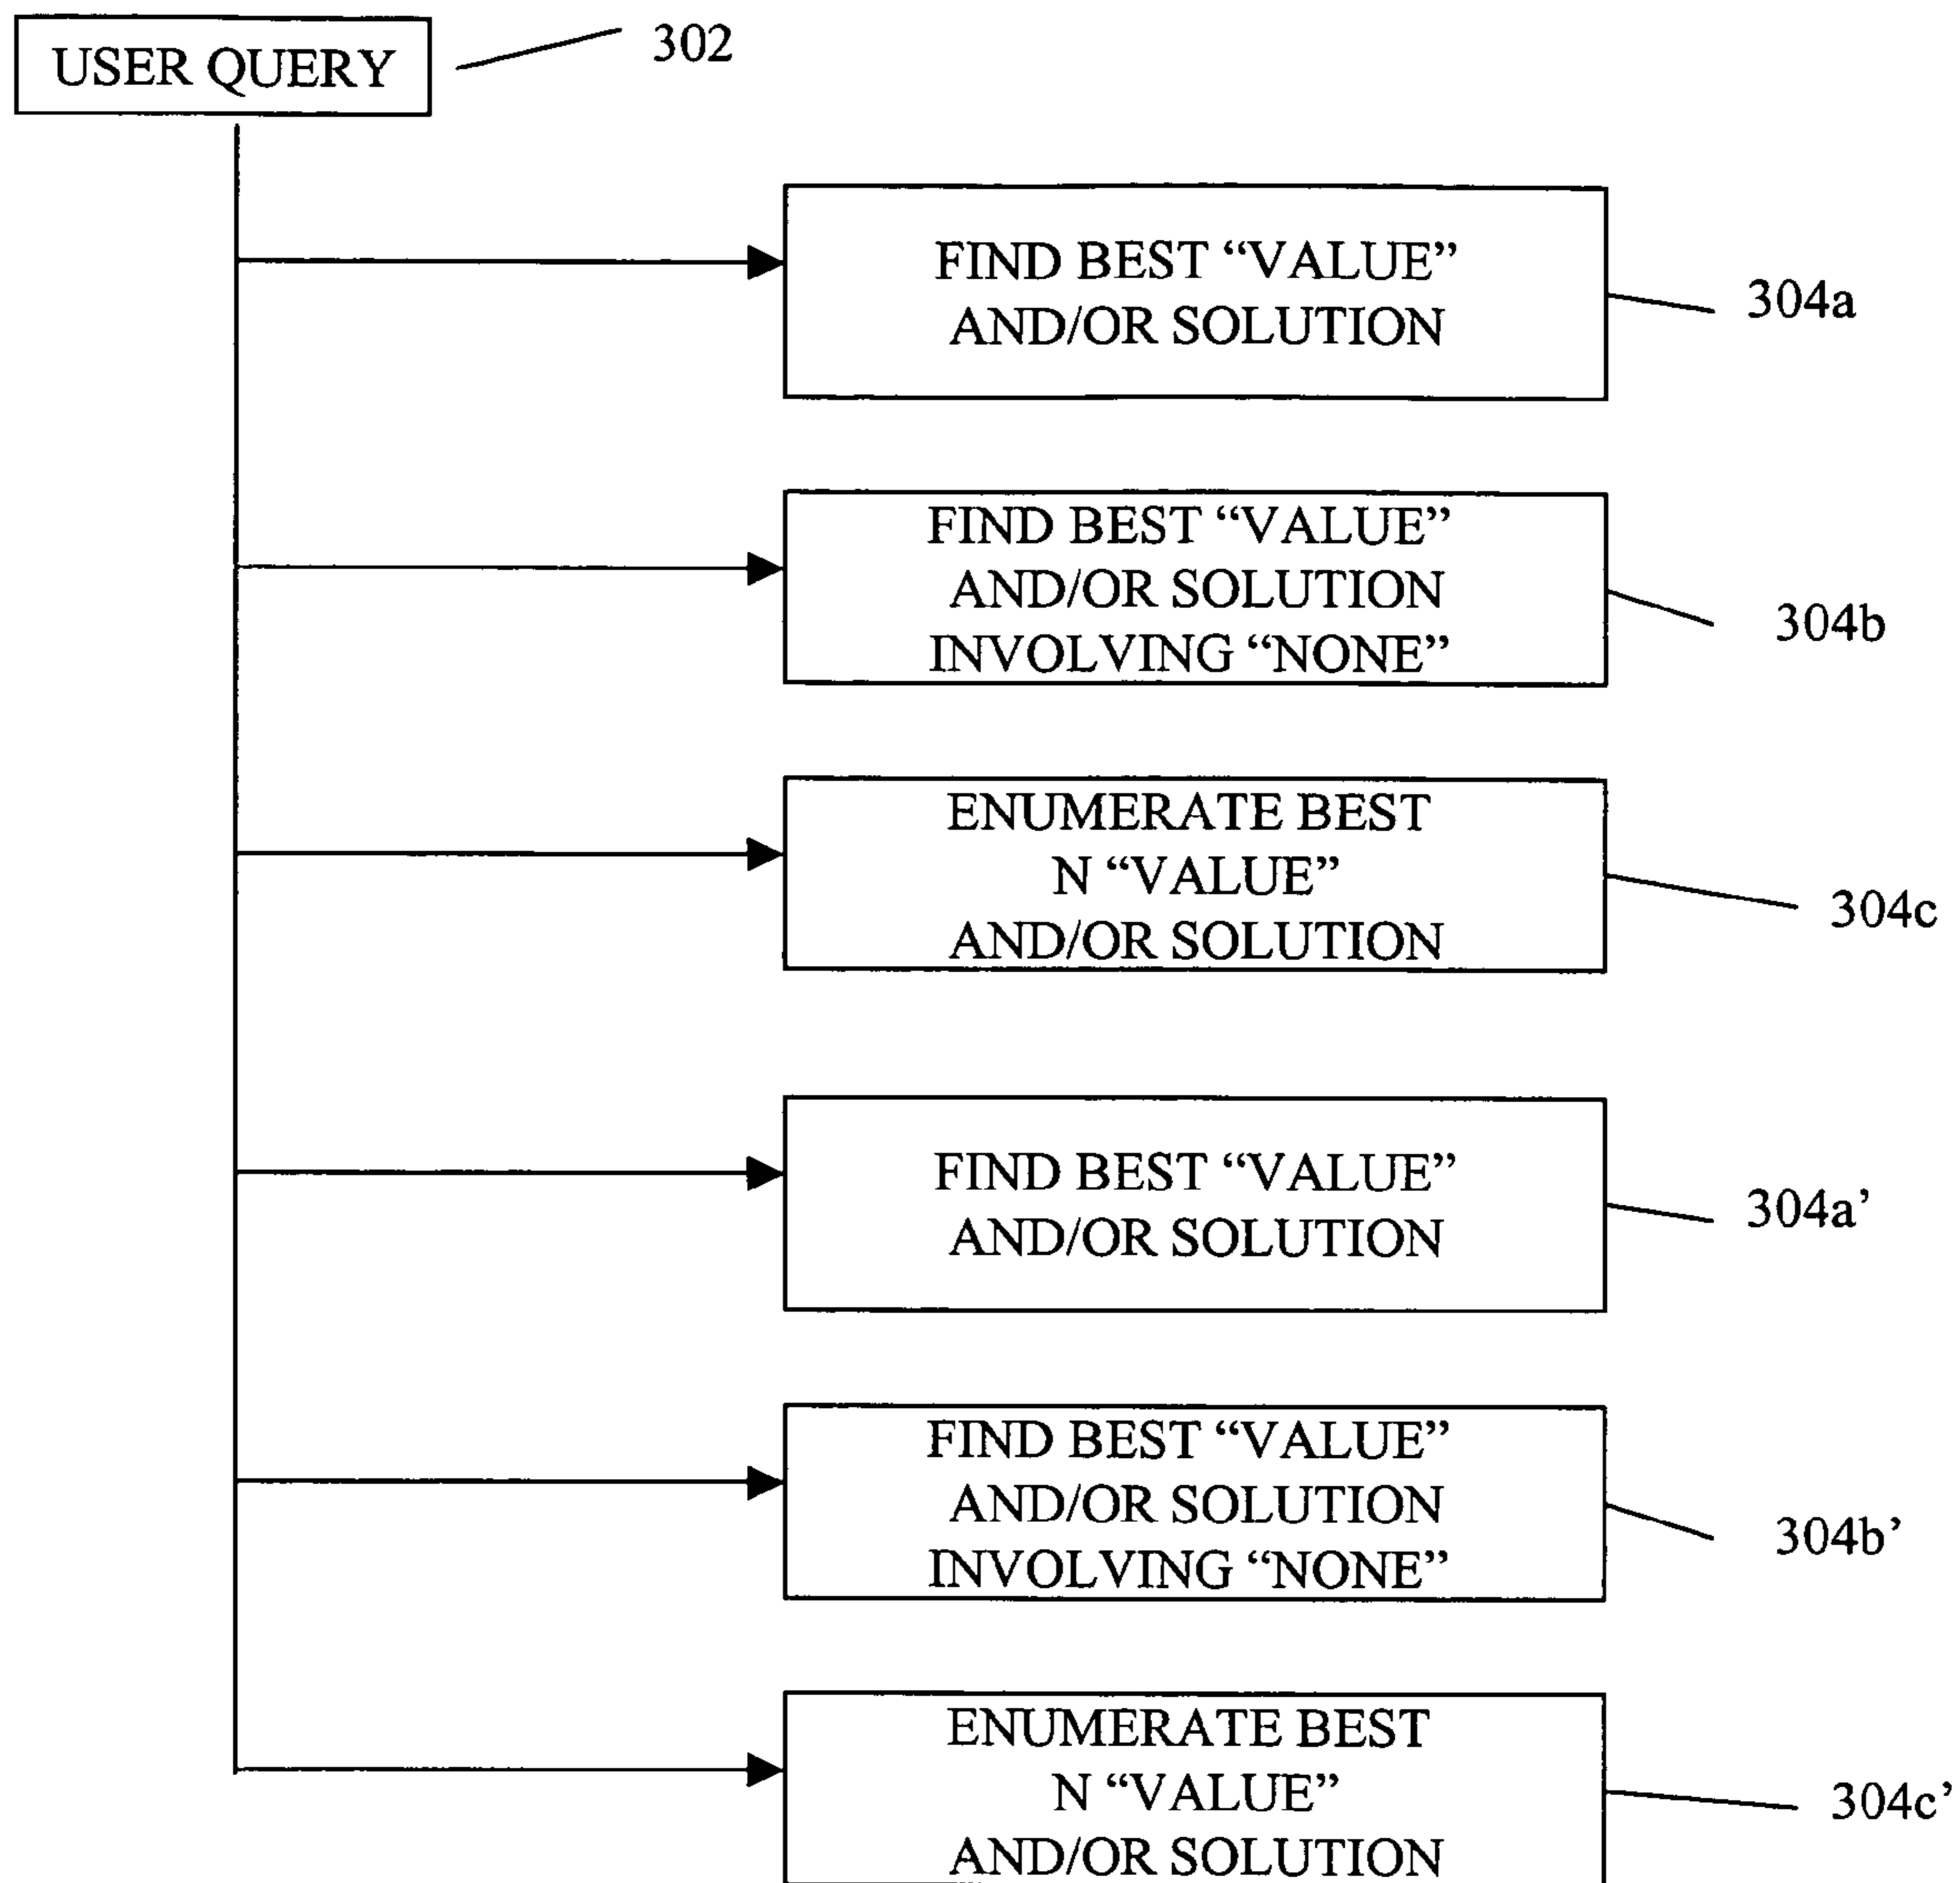 USER QUERY
302
FIND BEST “VALUE”
AND/OR SOLUTION
304a
FIND BEST “VALUE”
AND/OR SOLUTION
INVOLVING “NONE”
304b
ENUMERATE BEST
N “VALUE”
AND/OR SOLUTION
304c
FIND BEST “VALUE”
AND/OR SOLUTION
304a’
FIND BEST “VALUE”
AND/OR SOLUTION
INVOLVING “NONE”
304b’
ENUMERATE BEST
N “VALUE”
AND/OR SOLUTION
304c’